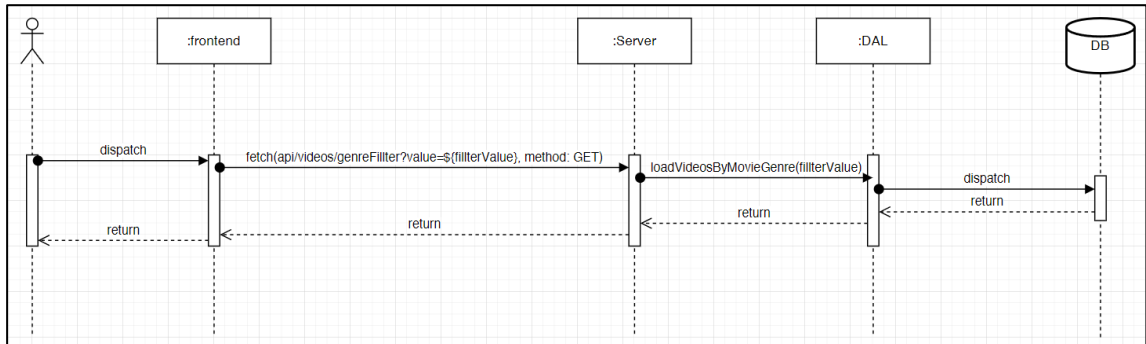 :frontend
:Server
:DAL
DB
dispatch
fetch(api/videos/genreFillter?value=${fillterValue}, method: GET)
loadVideosByMovieGenre(fillterValue)
dispatch
return
return
return
return